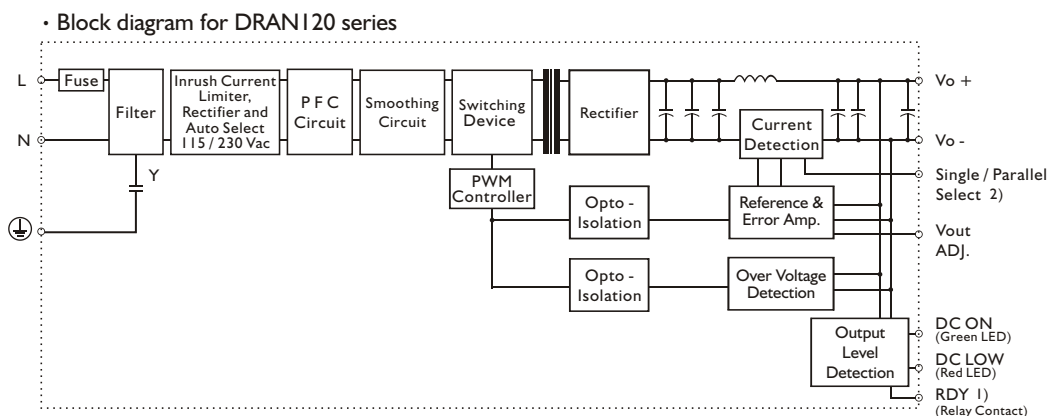 · Block diagram for DRAN120 series
L
Fuse
N
Filter
Y
Inrush Current
Limiter,
Rectifier and
Auto Select
115 / 230 Vac
P F C
Circuit
Smoothing
Circuit
Switching
Device
PWM
Controller
Rectifier
Current
Detection
Opto -
Isolation
Reference &
Error Amp.
Opto -
Isolation
Over Voltage
Detection
Output
Level
Detection
Vo +
Vo -
Single / Parallel
Select 2)
Vout
ADJ.
DC ON
(Green LED)
DC LOW
(Red LED)
RDY 1)
(Relay Contact)